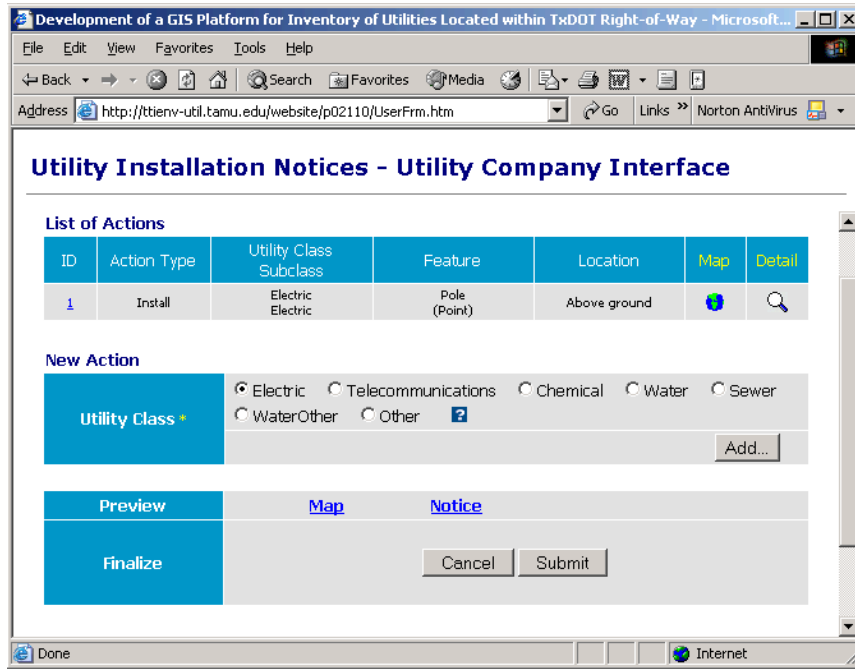 Development of a GIS Platform for Inventory of Utilities Located within TxDOT Right-of-Way - Microsoft...
File Edit View Favorites Tools Help
Back Search Favorites Media
Address http://ttienv-util.tamu.edu/website/p02110/UserFrm.htm Go Links » Norton AntiVirus
Utility Installation Notices - Utility Company Interface
List of Actions
ID Action Type Utility Class Subclass Feature Location Map Detail
1 Install Electric Electric Pole (Point) Above ground
New Action
Utility Class *
Electric Telecommunications Chemical Water Sewer
WaterOther Other ?
Add...
Preview Map Notice
Finalize Cancel Submit
Done Internet